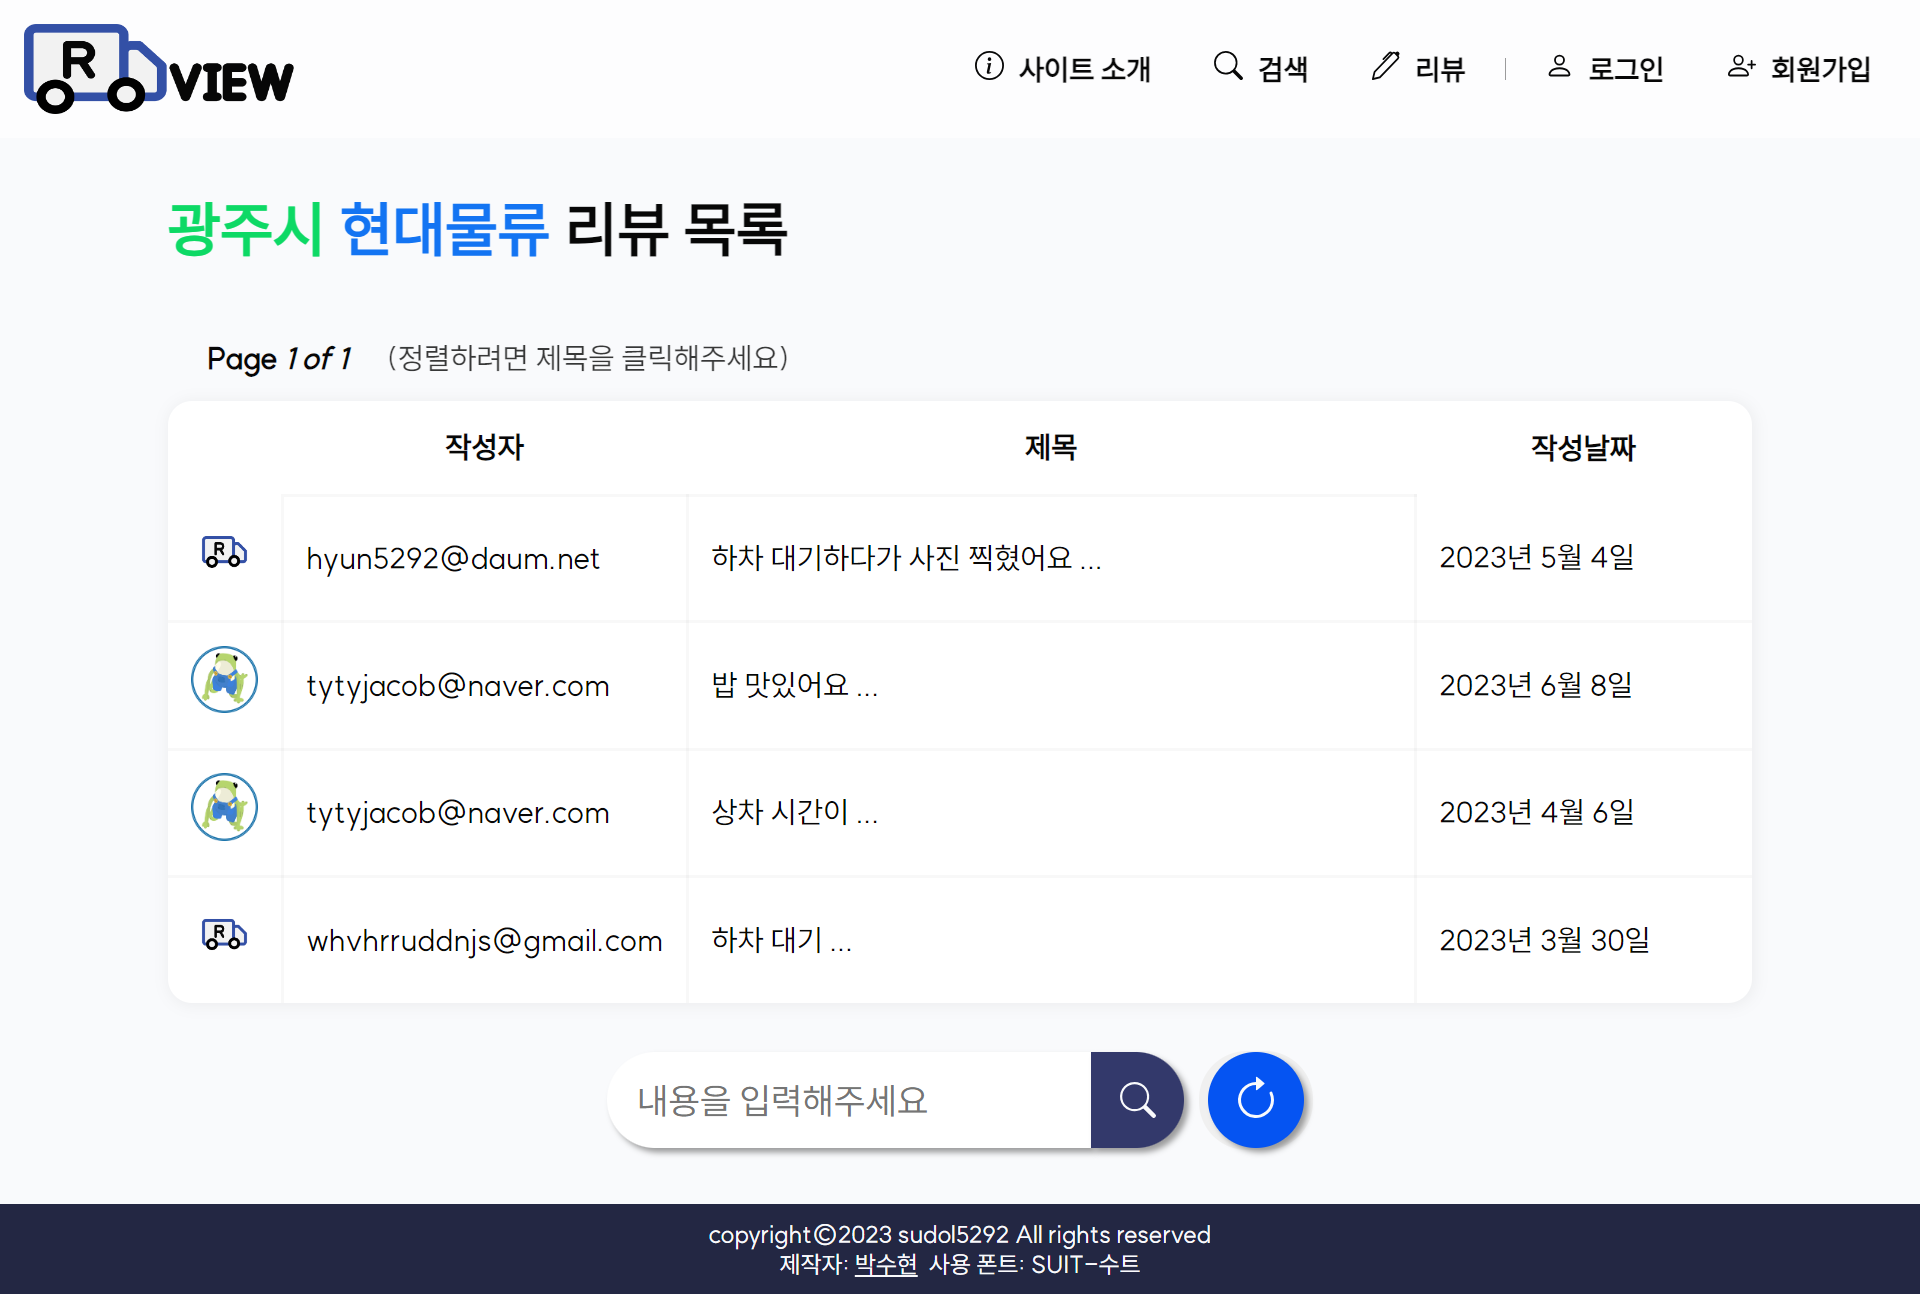 R VIEW
사이트 소개 검색 리뷰 로그인 회원가입
광주시 현대물류 리뷰 목록
Page 1 of 1 (정렬하려면 제목을 클릭해주세요)
작성자 제목 작성날짜
R hyun5292@daum.net 하차 대기하다가 사진 찍혔어요 ... 2023년 5월 4일
tytyjacob@naver.com 밥 맛있어요 ... 2023년 6월 8일
tytyjacob@naver.com 상차 시간이 ... 2023년 4월 6일
R whvhrruddnjs@gmail.com 하차 대기 ... 2023년 3월 30일
내용을 입력해주세요
copyright©2023 sudol5292 All rights reserved
제작자: 박수현 사용 폰트: SUIT-수트